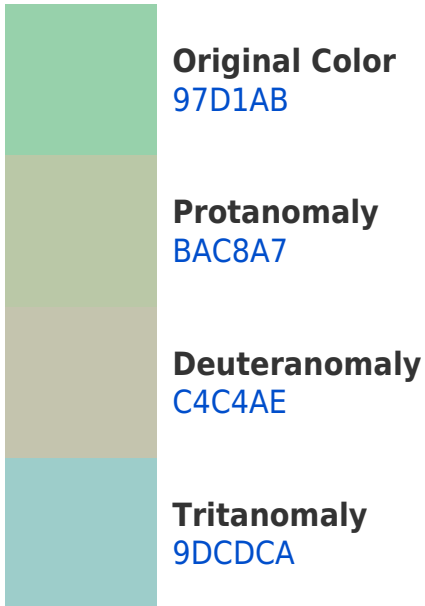 Original Color
97D1AB
Protanomaly
BAC8A7
Deuteranomaly
C4C4AE
Tritanomaly
9DCDCA